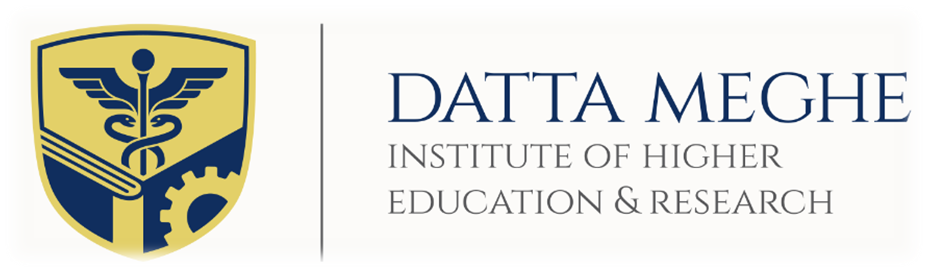 DATTA MEGHE
INSTITUTE OF HIGHER
EDUCATION & RESEARCH